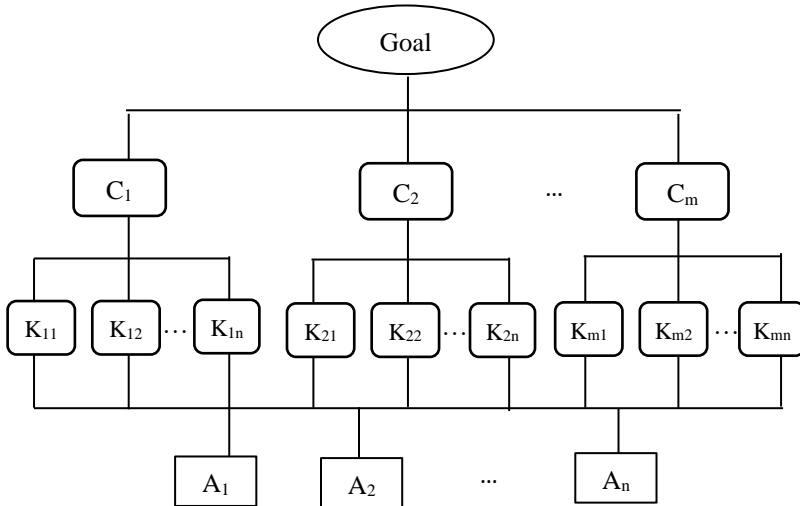 Goal
C₁ C₂ ... Cₘ
K₁₁ K₁₂ ... K₁ₙ K₂₁ K₂₂ ... K₂ₙ Kₘ₁ Kₘ₂ ... Kₘₙ
A₁ A₂ ... Aₙ